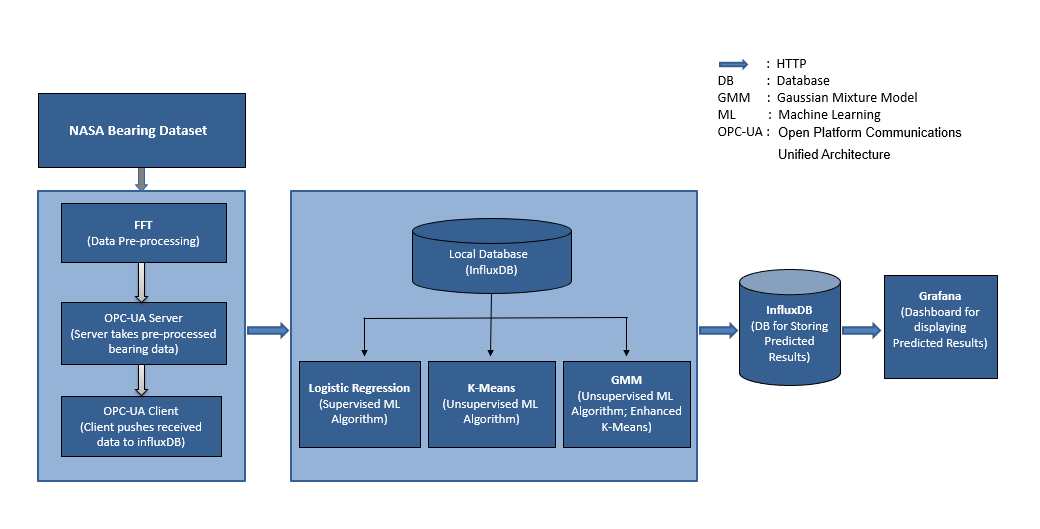 : HTTP
DB : Database
GMM : Gaussian Mixture Model
ML : Machine Learning
OPC-UA : Open Platform Communications
Unified Architecture
NASA Bearing Dataset
FFT
(Data Pre-processing)
OPC-UA Server
(Server takes pre-processed
bearing data)
OPC-UA Client
(Client pushes received
data to influxDB)
Local Database
(InfluxDB)
Logistic Regression
(Supervised ML
Algorithm)
K-Means
(Unsupervised ML
Algorithm)
GMM
(Unsupervised ML
Algorithm; Enhanced
K-Means)
InfluxDB
(DB for Storing
Predicted
Results)
Grafana
(Dashboard for
displaying
Predicted Results)